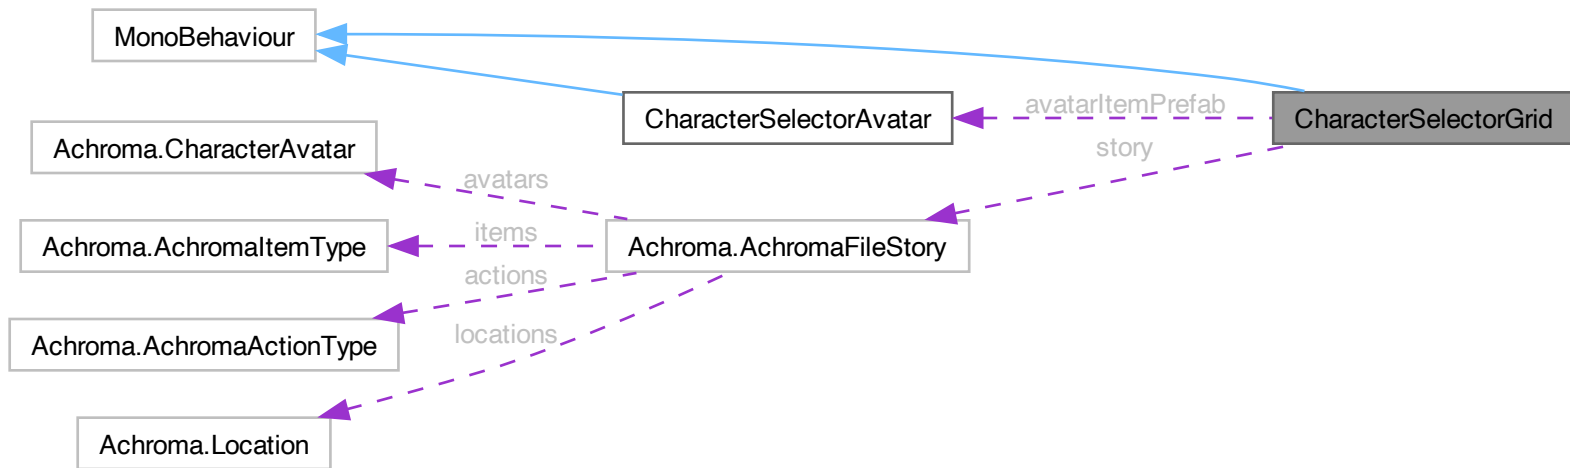 MonoBehaviour
CharacterSelectorAvatar
avatarItemPrefab
CharacterSelectorGrid
story
Achroma.CharacterAvatar
avatars
Achroma.AchromaItemType
items
Achroma.AchromaFileStory
actions
Achroma.AchromaActionType
locations
Achroma.Location